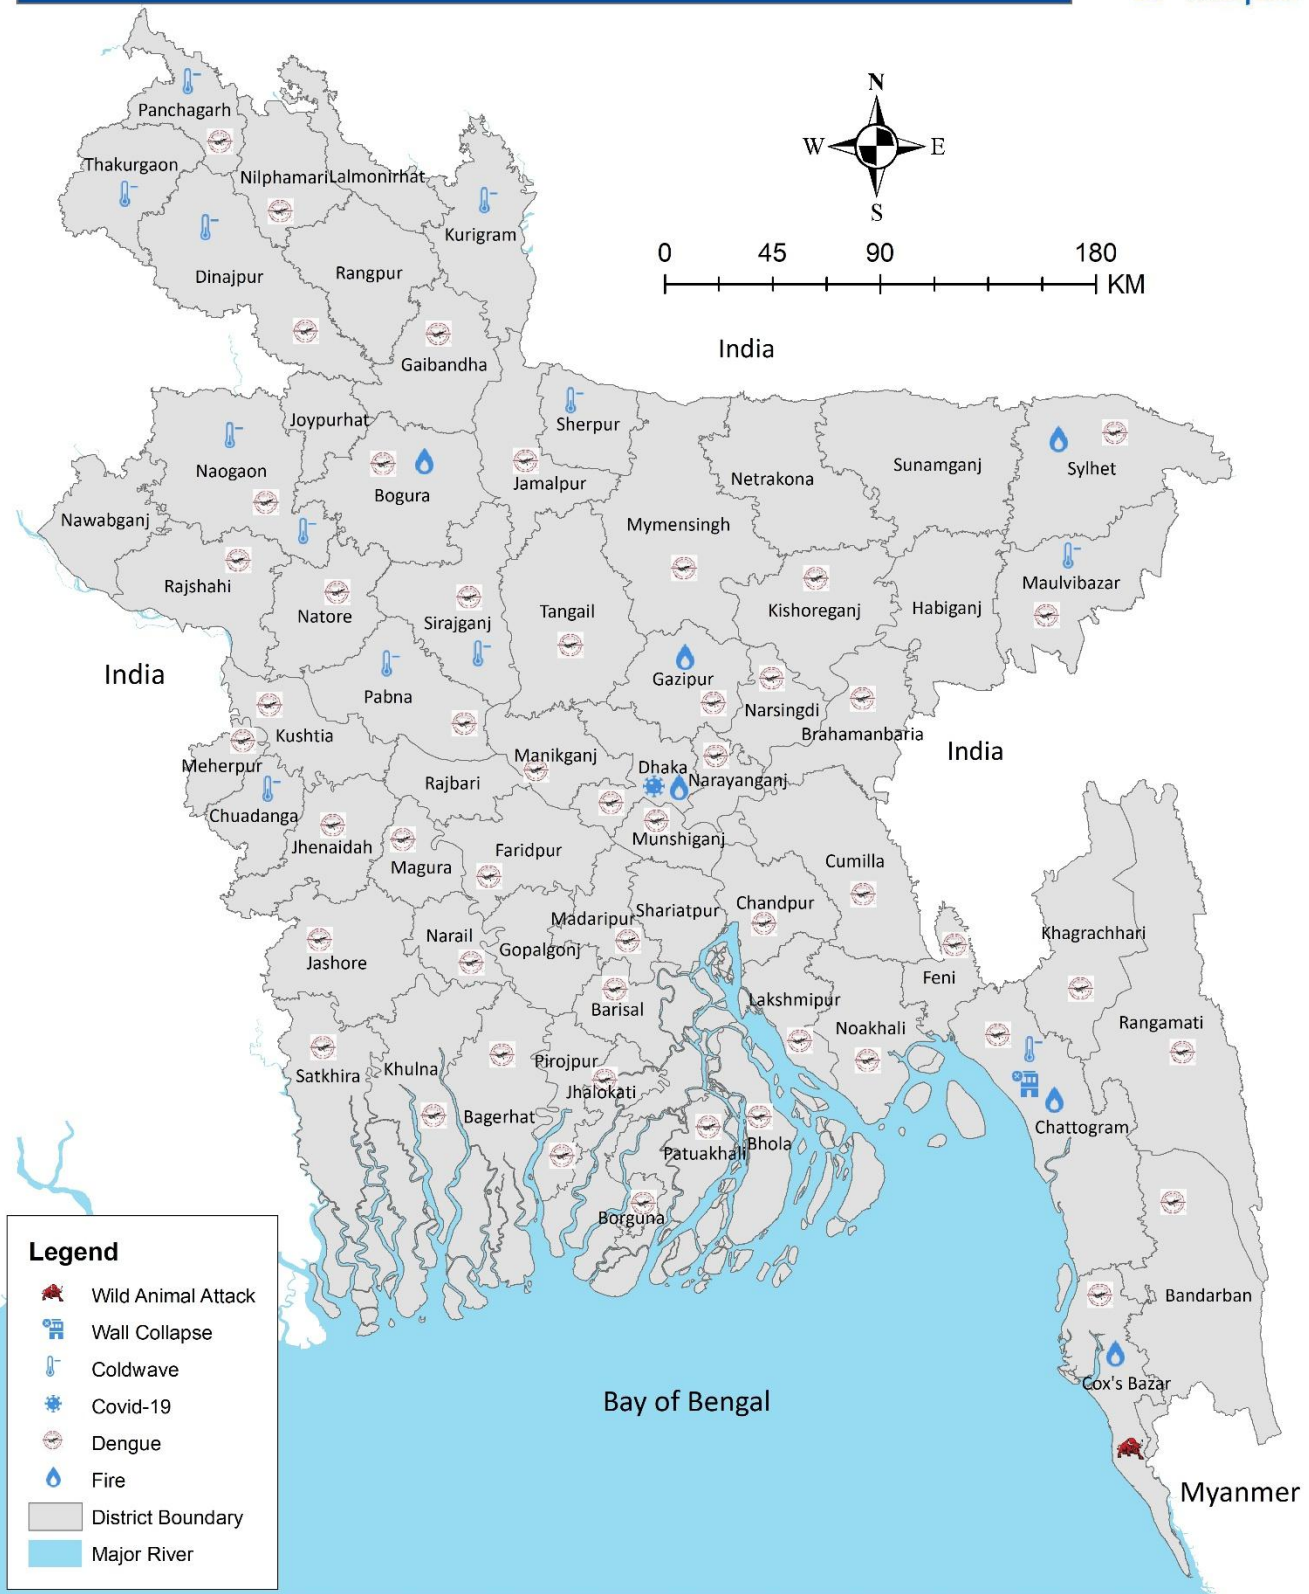 N
W E
S
0 45 90 180
KM
Panchagarh
Thakurgaon
Nilphamari
Lalmonirhat
Kurigram
Dinajpur
Rangpur
India
Gaibandha
Joypurhat
Sherpur
Naogaon
Bogura
Jamalpur
Netrakona
Sunamganj
Sylhet
Nawabganj
Mymensingh
Rajshahi
Natore
Sirajganj
Tangail
Kishoreganj
Habiganj
Maulvibazar
India
Pabna
Gazipur
Narsingdi
Kushtia
Brahamanbaria
India
Meherpur
Manikganj
Dhaka
Narayanganj
Rajbari
Chuadanga
Jhenaidah
Magura
Faridpur
Munshiganj
Cumilla
Chandpur
Madaripur
Shariatpur
Narail
Gopalgonj
Jashore
Khagrachhari
Feni
Barisal
Lakshmipur
Noakhali
Rangamati
Satkhira
Khulna
Pirojpur
Jhalokati
Bagerhat
Chattogram
Patuakhali
Bhola
Borguna
Bandarban
Cox's Bazar
Bay of Bengal
Myanmer
Legend
Wild Animal Attack
Wall Collapse
Coldwave
Covid-19
Dengue
Fire
District Boundary
Major River